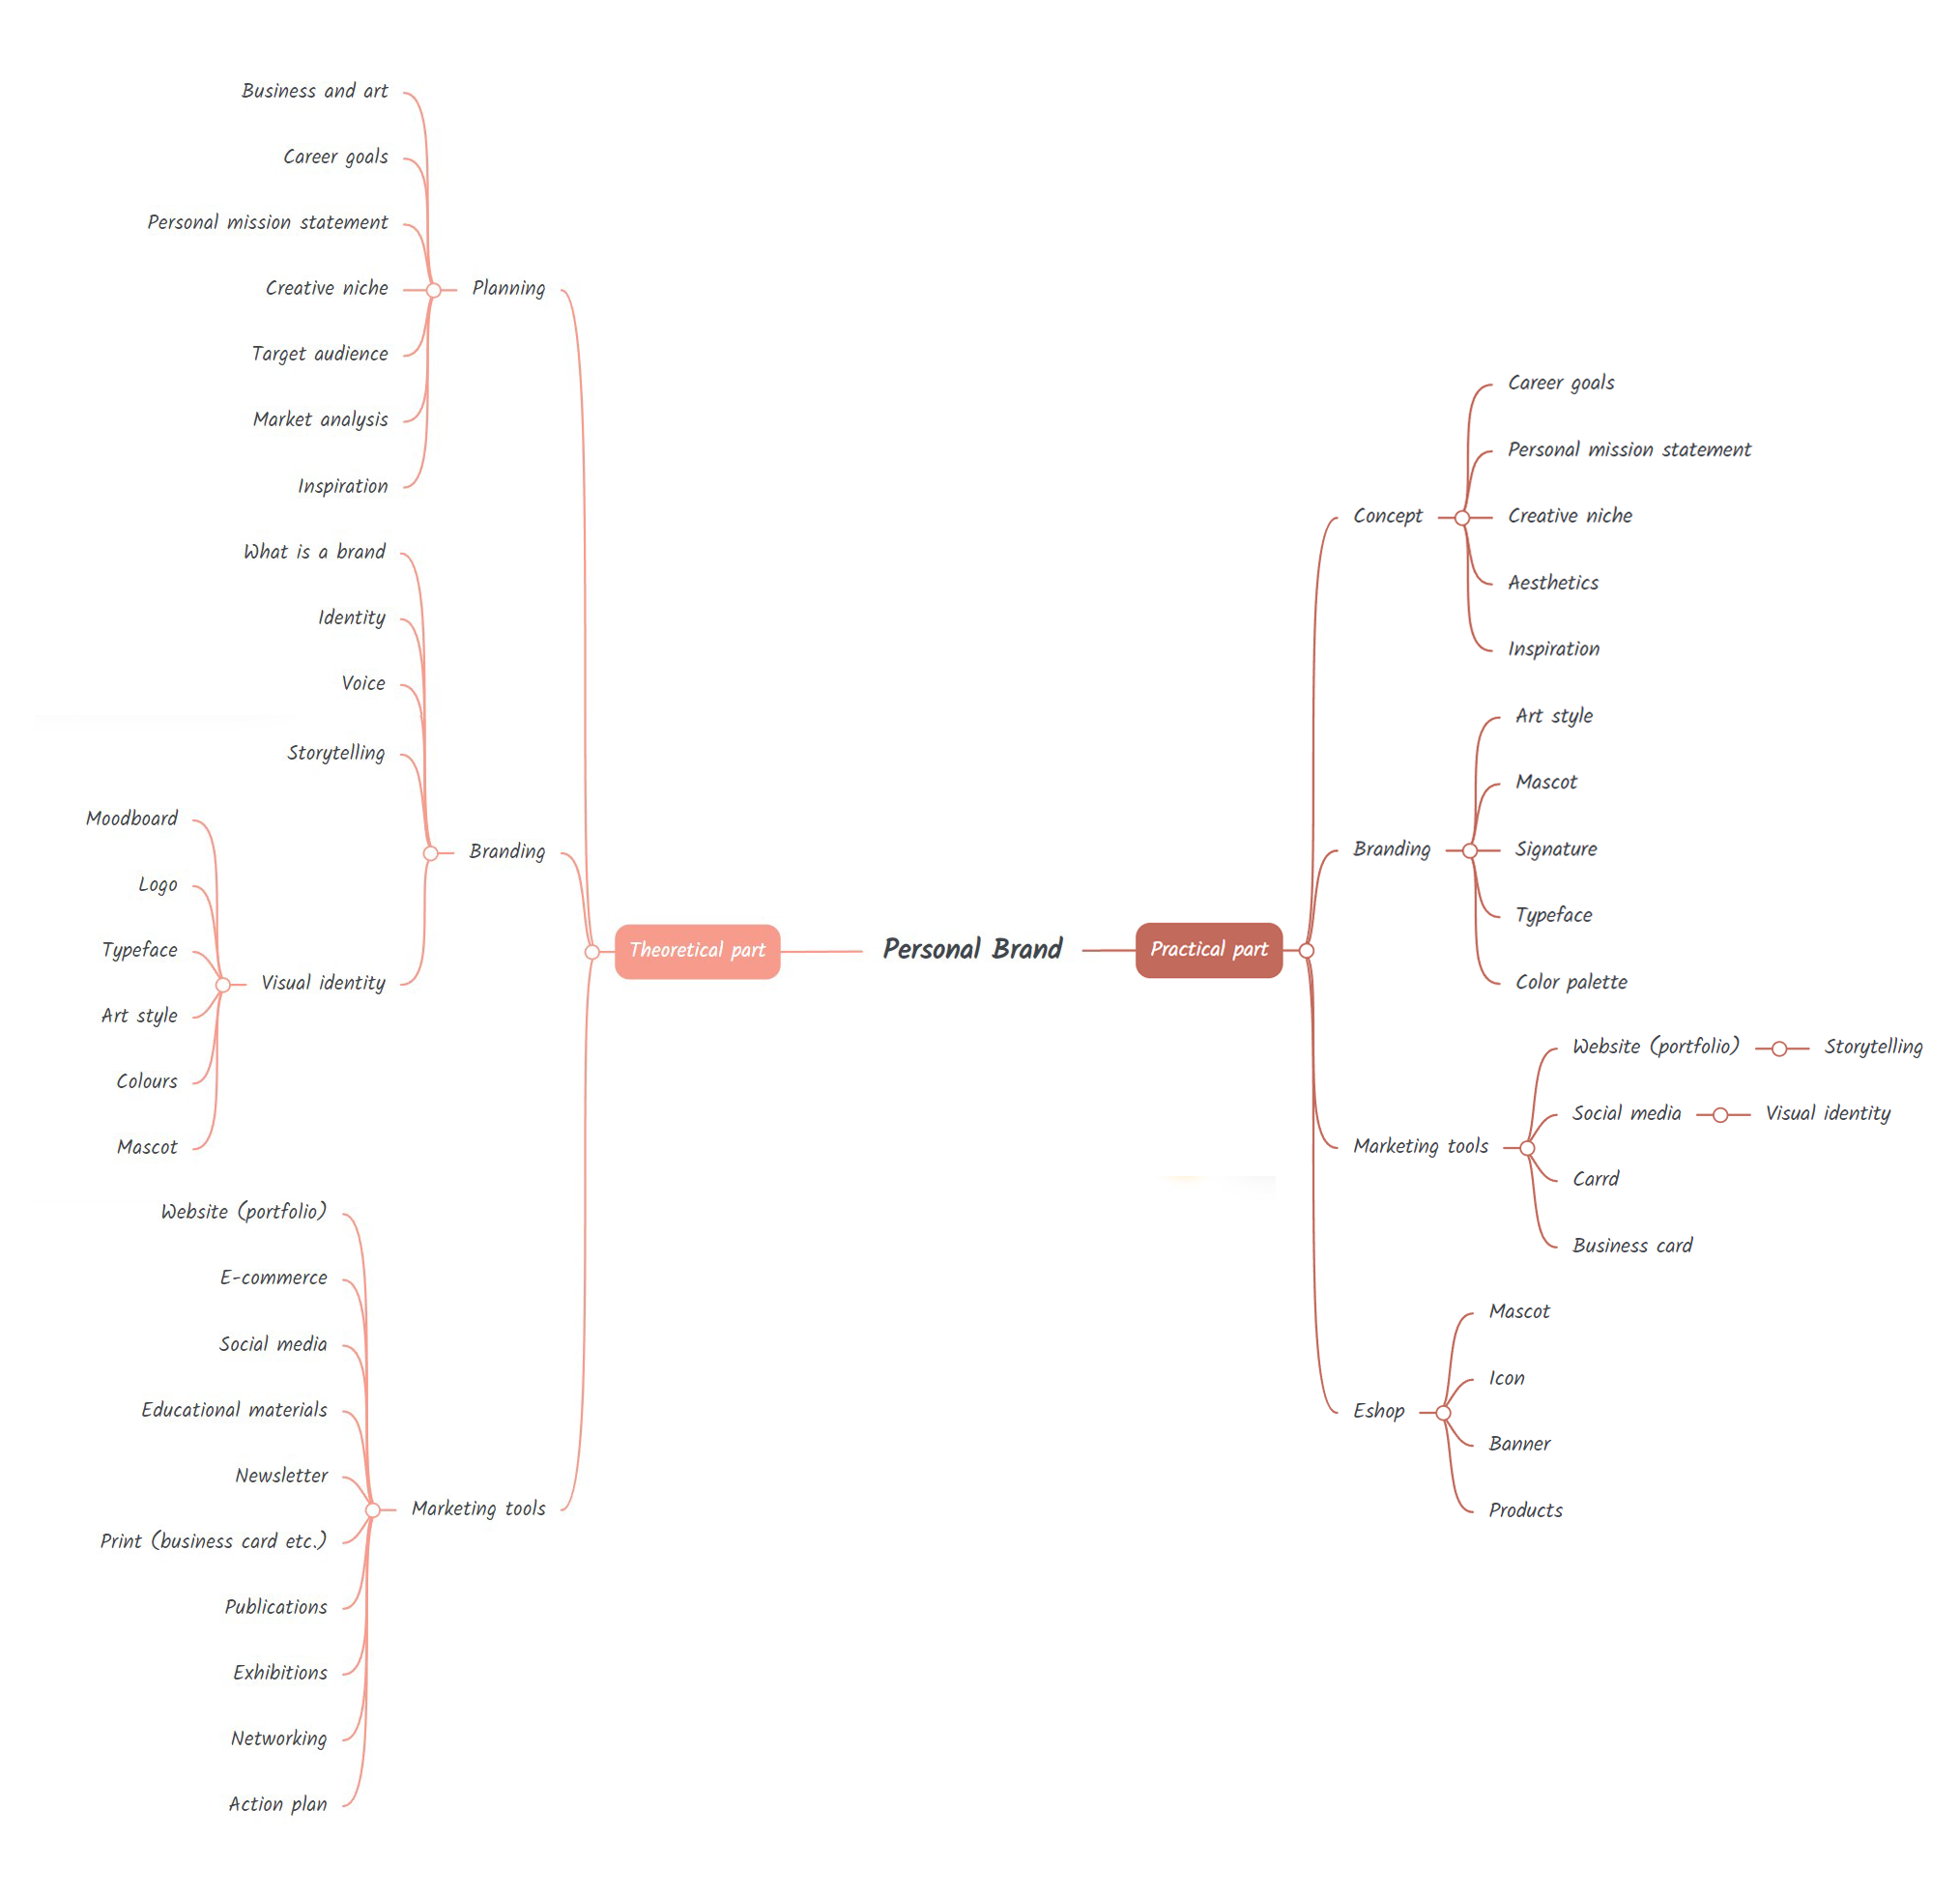 Business and art
Career goals
Personal mission statement
Creative niche
Target audience
Market analysis
Inspiration
Planning
What is a brand
Identity
Voice
Storytelling
Branding
Moodboard
Logo
Typeface
Art style
Colours
Mascot
Visual identity
Website (portfolio)
E-commerce
Social media
Educational materials
Newsletter
Print (business card etc.)
Publications
Exhibitions
Networking
Action plan
Marketing tools
Theoretical part
Personal Brand
Practical part
Concept
Career goals
Personal mission statement
Creative niche
Aesthetics
Inspiration
Branding
Art style
Mascot
Signature
Typeface
Color palette
Marketing tools
Website (portfolio)
Storytelling
Social media
Visual identity
Carrd
Business card
Eshop
Mascot
Icon
Banner
Products